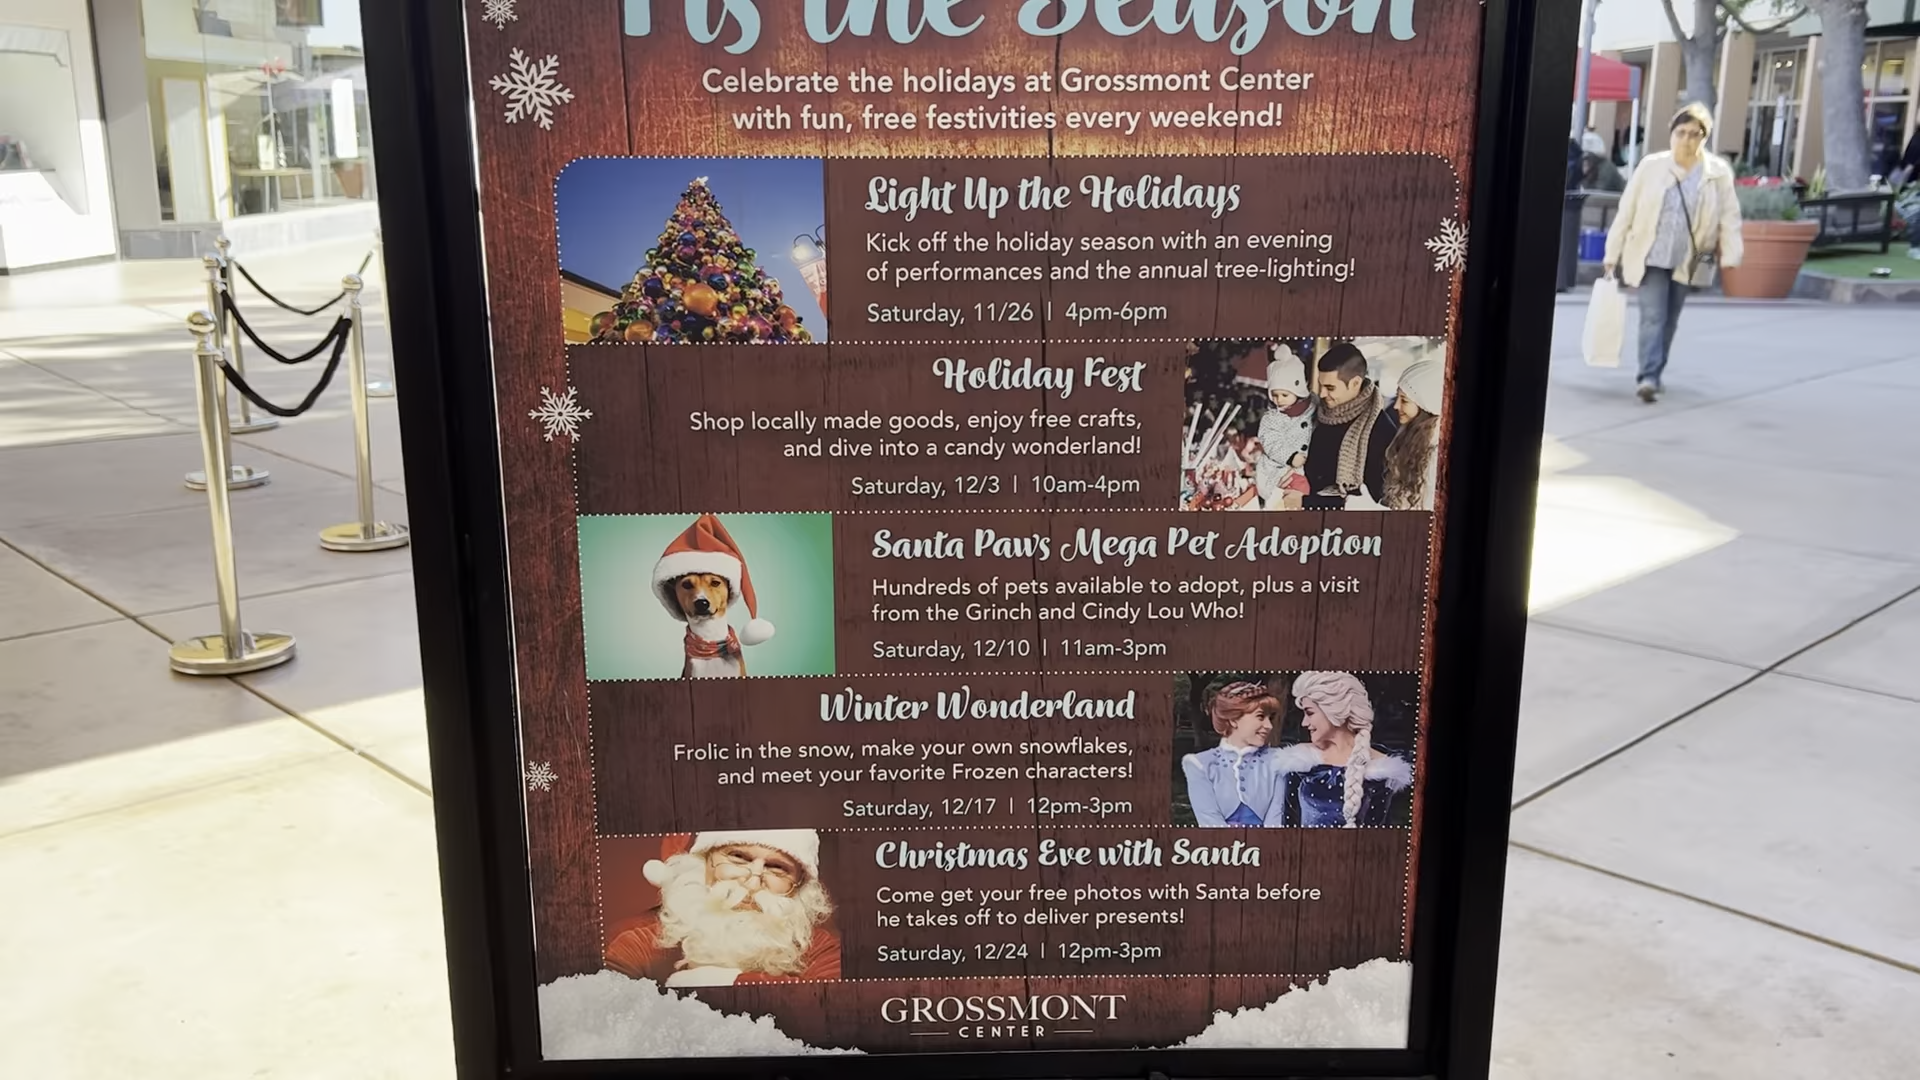 'Tis the Season
Celebrate the holidays at Grossmont Center
with fun, free festivities every weekend!
Light Up the Holidays
Kick off the holiday season with an evening
of performances and the annual tree-lighting!
Saturday, 11/26 | 4pm-6pm
Holiday Fest
Shop locally made goods, enjoy free crafts,
and dive into a candy wonderland!
Saturday, 12/3 | 10am-4pm
Santa Paws Mega Pet Adoption
Hundreds of pets available to adopt, plus a visit
from the Grinch and Cindy Lou Who!
Saturday, 12/10 | 11am-3pm
Winter Wonderland
Frolic in the snow, make your own snowflakes,
and meet your favorite Frozen characters!
Saturday, 12/17 | 12pm-3pm
Christmas Eve with Santa
Come get your free photos with Santa before
he takes off to deliver presents!
Saturday, 12/24 | 12pm-3pm
GROSSMONT
CENTER